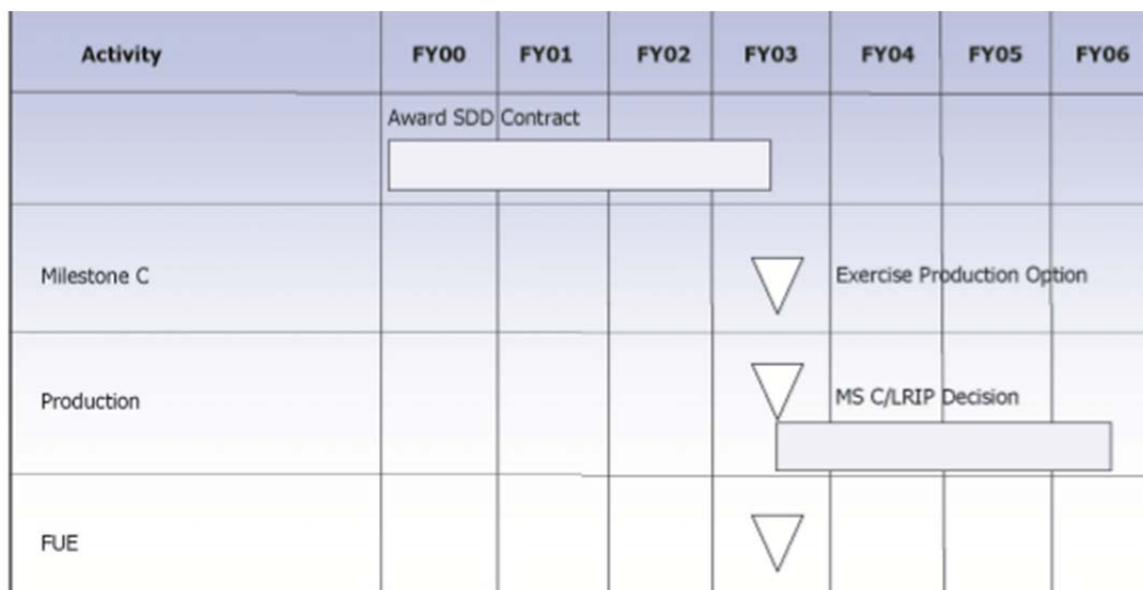 Activity FY00 FY01 FY02 FY03 FY04 FY05 FY06
Award SDD Contract
Milestone C Exercise Production Option
Production MS C/LRIP Decision
FUE